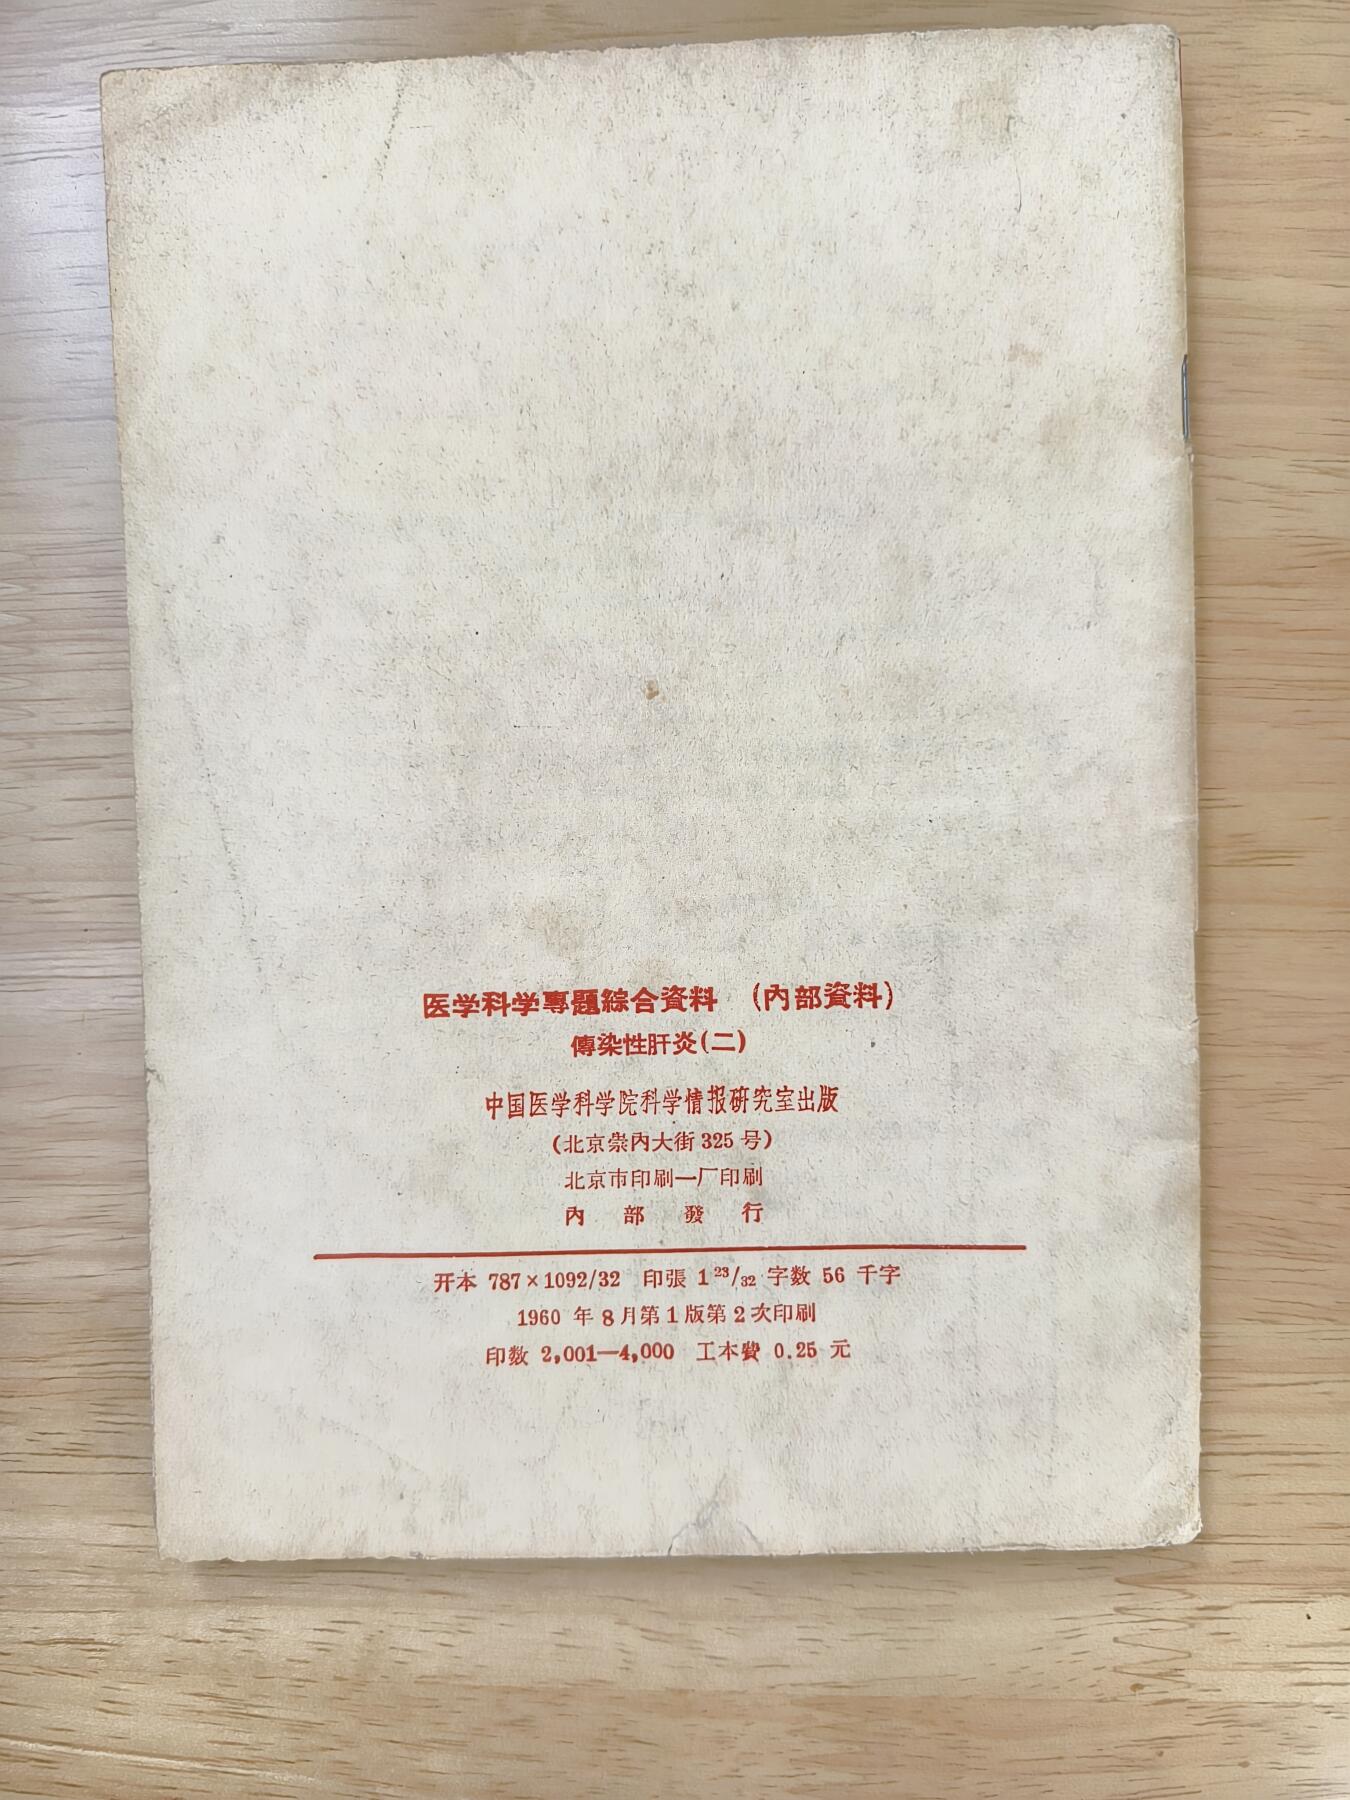 医学科学專題綜合資料 (內部資料)
傳染性肝炎(二)
中国医学科学院科学情报研究室出版
(北京崇內大街 325 号)
北京市印刷一厂印刷
內部發行
开本 787×1092/32 印張 1 23/32 字数 56 千字
1960 年 8 月第 1 版第 2 次印刷
印数 2,001—4,000 工本費 0.25 元